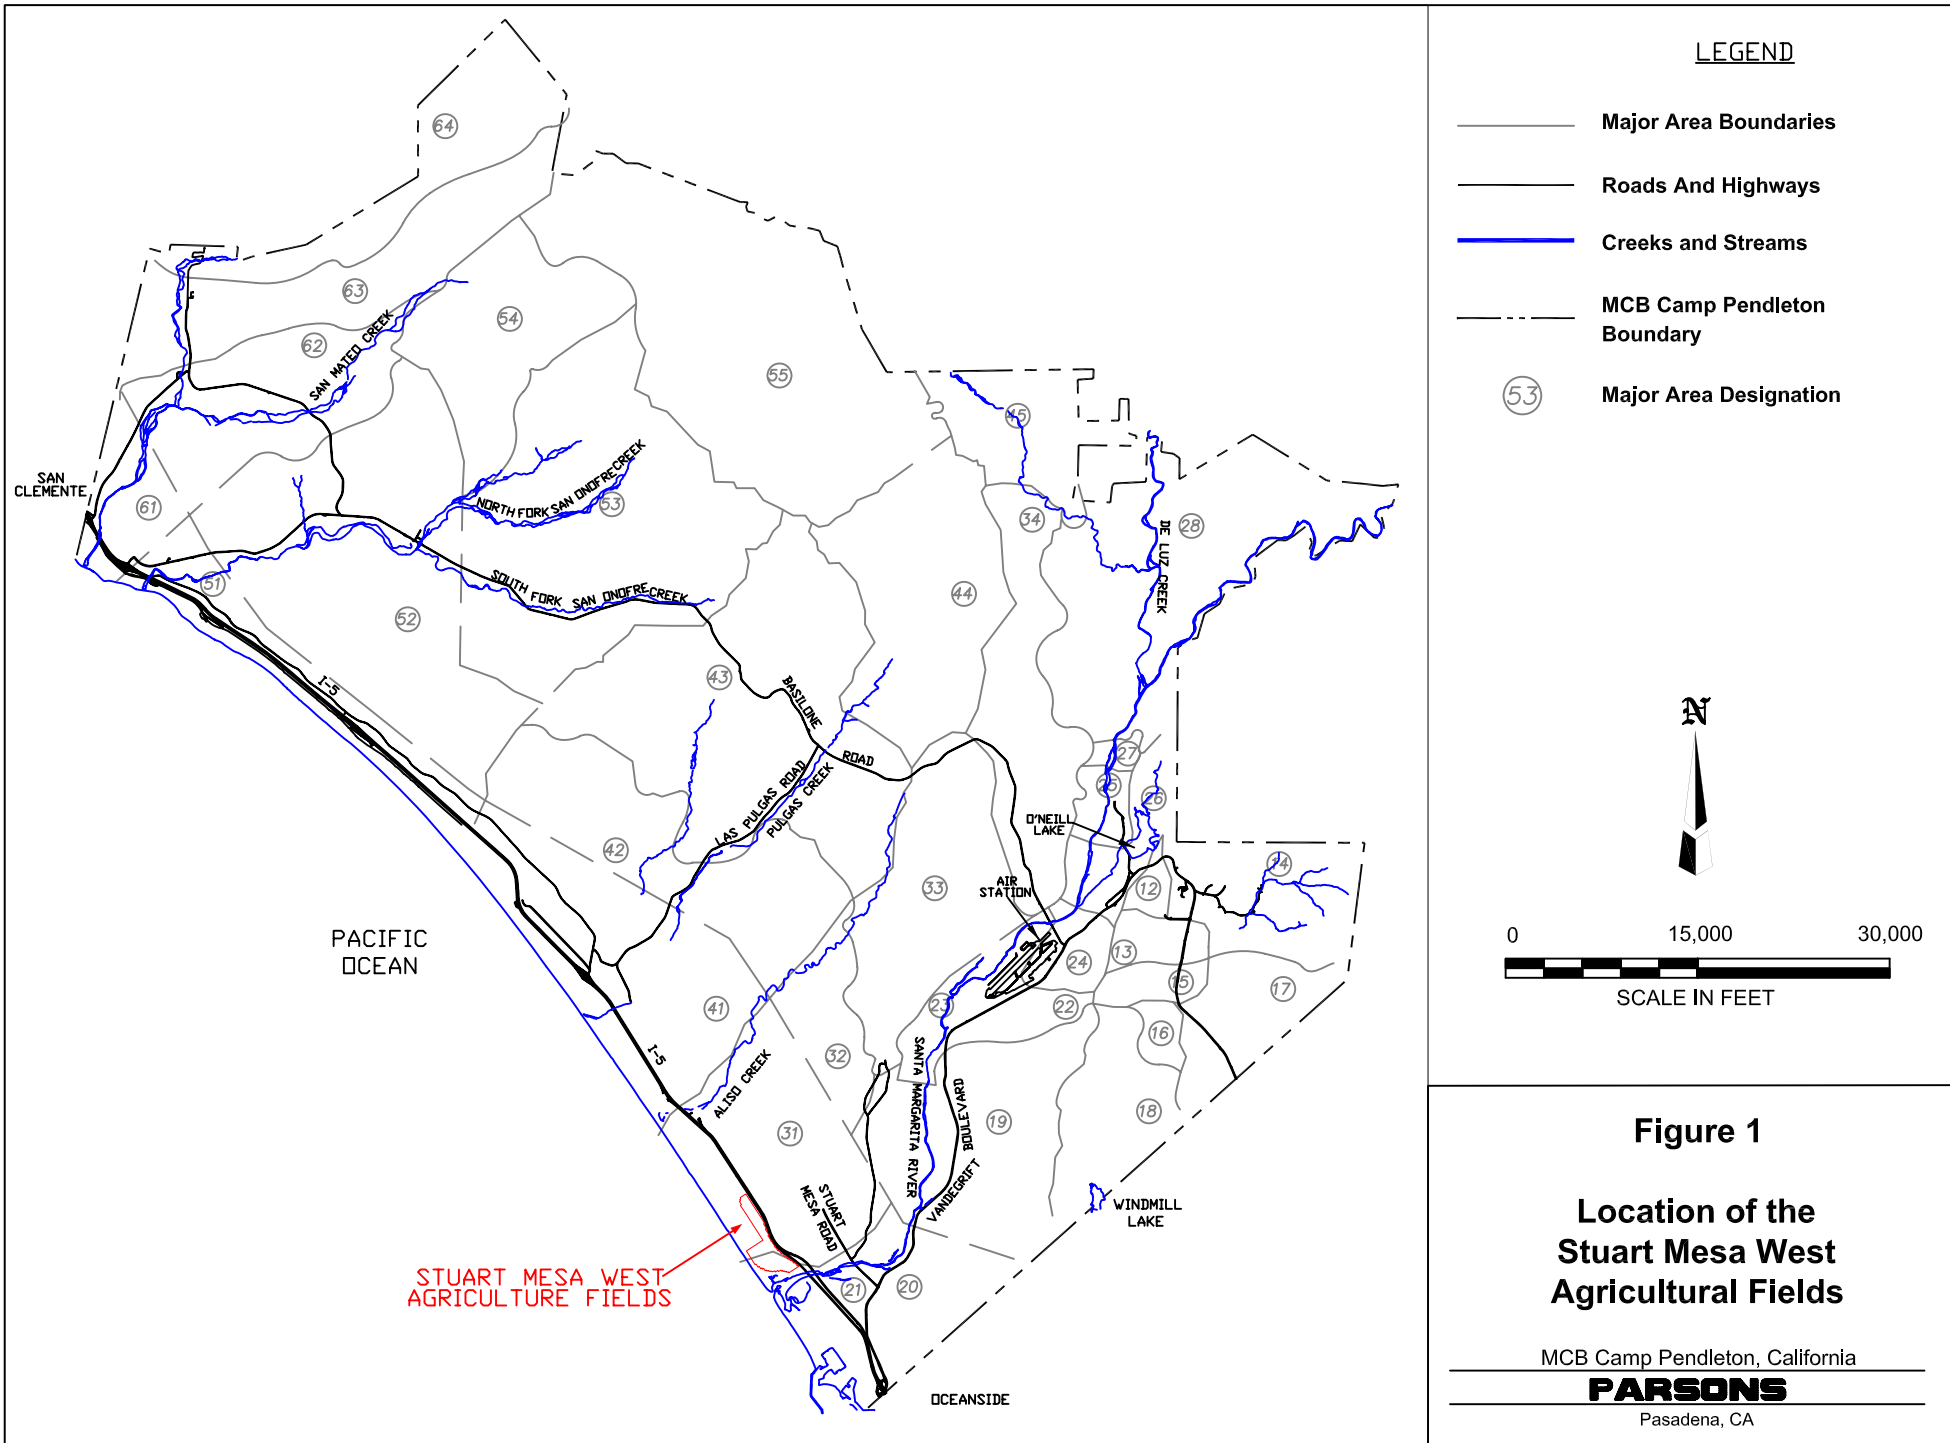 64
63
62
54
55
SAN MATEO CREEK
45
SAN
CLEMENTE
61
NORTH FORK SAN ONOFRE CREEK
53
34
28
DE LUZ CREEK
51
52
SOUTH FORK SAN ONOFRE CREEK
44
43
I-5
BASILONE
ROAD
27
25
26
LAS PULGAS ROAD
PULGAS CREEK
O'NEILL
LAKE
42
33
AIR
STATION
12
14
PACIFIC
OCEAN
13
24
15
17
41
23
22
16
I-5
32
ALISO CREEK
SANTA MARGARITA RIVER
BOULEVARD
VANDEGRIFT
31
19
18
STUART
MESA ROAD
WINDMILL
LAKE
STUART MESA WEST
AGRICULTURE FIELDS
21
20
OCEANSIDE
LEGEND
Major Area Boundaries
Roads And Highways
Creeks and Streams
MCB Camp Pendleton
Boundary
53
Major Area Designation
N
0 15,000 30,000
SCALE IN FEET
Figure 1
Location of the
Stuart Mesa West
Agricultural Fields
MCB Camp Pendleton, California
PARSONS
Pasadena, CA